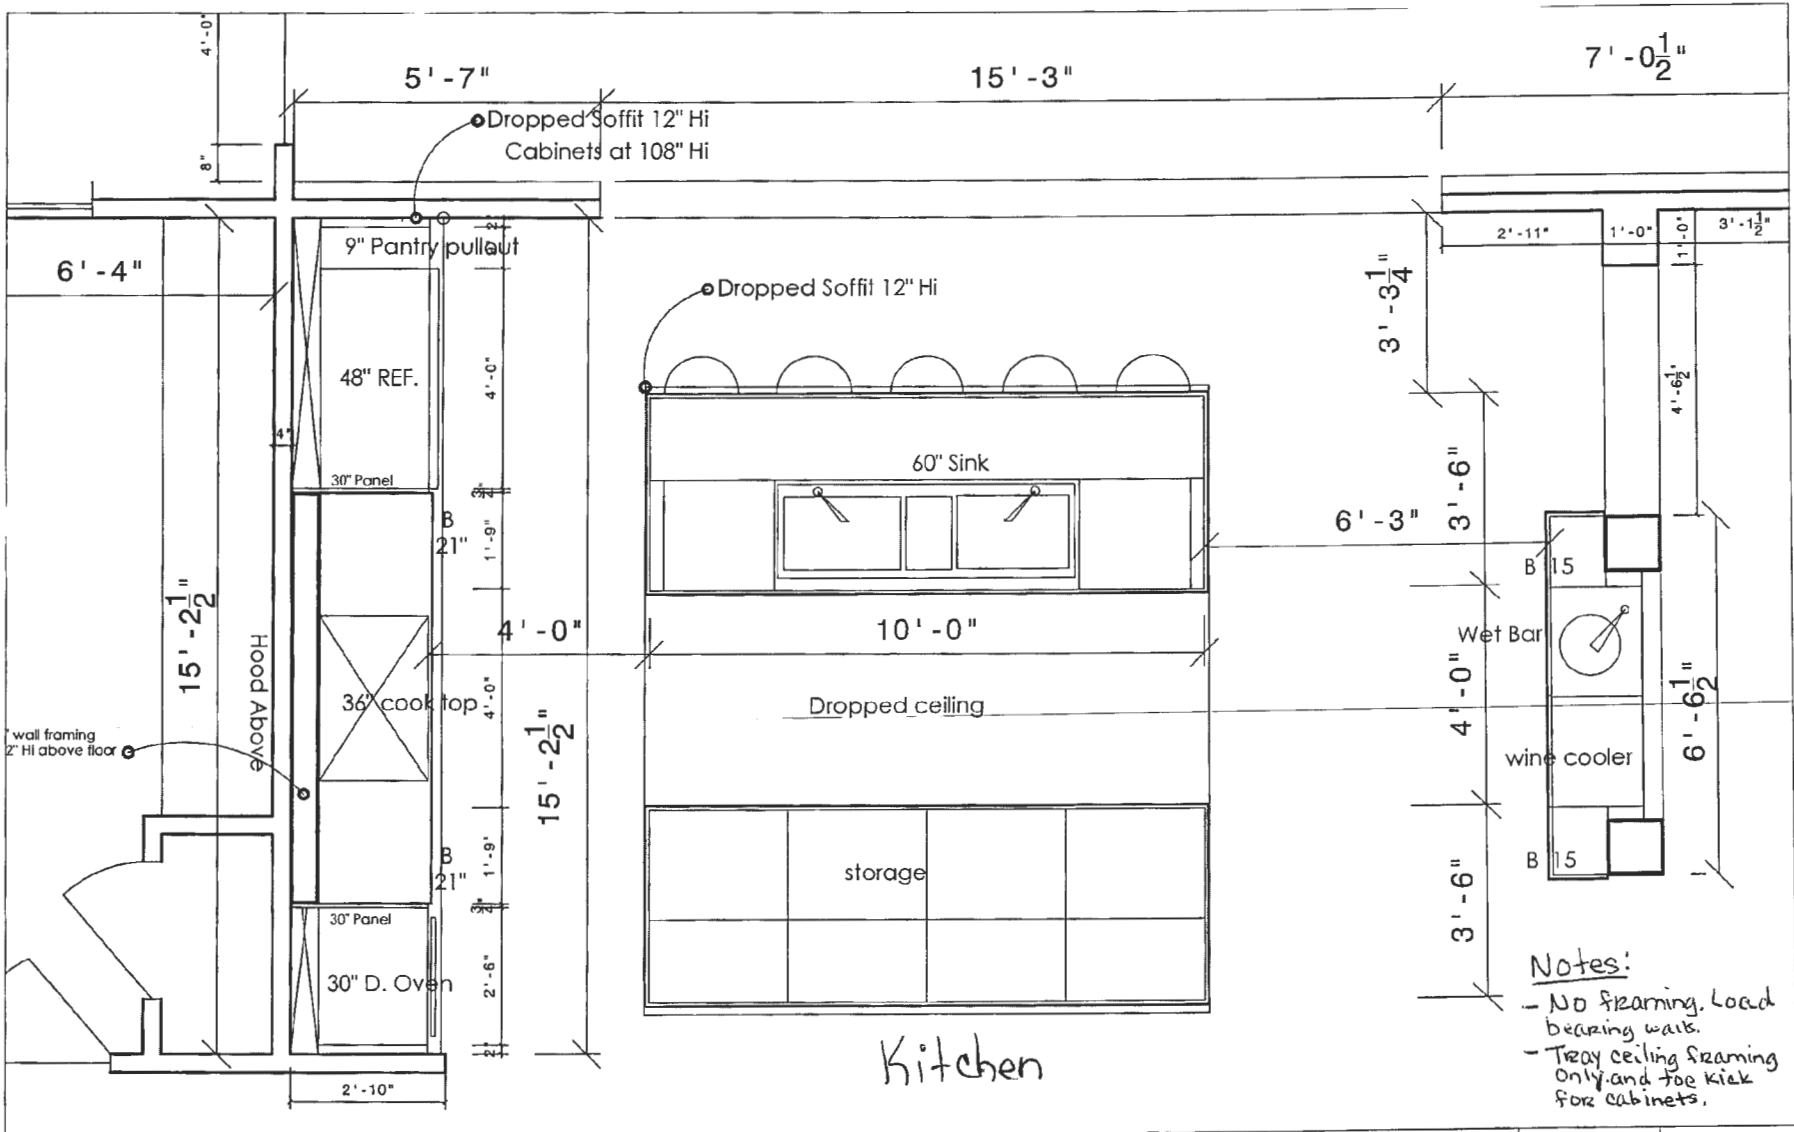 4'-0"
5'-7"
15'-3"
7'-0½"
Dropped Soffit 12" Hi
Cabinets at 108" Hi
8"
2'-11"
1'-0"
1'-0"
3'-1½"
2"
9" Pantry pullout
6'-4"
3'-3¼"
Dropped Soffit 12" Hi
48" REF.
4'-0"
4'-6½"
4"
60" Sink
3'-6"
30" Panel
B
21"
1'-9"
6'-3"
B 15
15'-2½"
Hood Above
4'-0"
10'-0"
Wet Bar
36" cook top
4'-0"
15'-2½"
Dropped ceiling
4'-0"
6'-6½"
wall framing
2" Hi above floor
wine cooler
B
21"
1'-9"
storage
B 15
3'-6"
30" Panel
30" D. Oven
2'-6"
2"
2'-10"
Kitchen
Notes:
- No framing. Load
bearing walls.
- Tray ceiling framing
only. and toe kick
for cabinets.